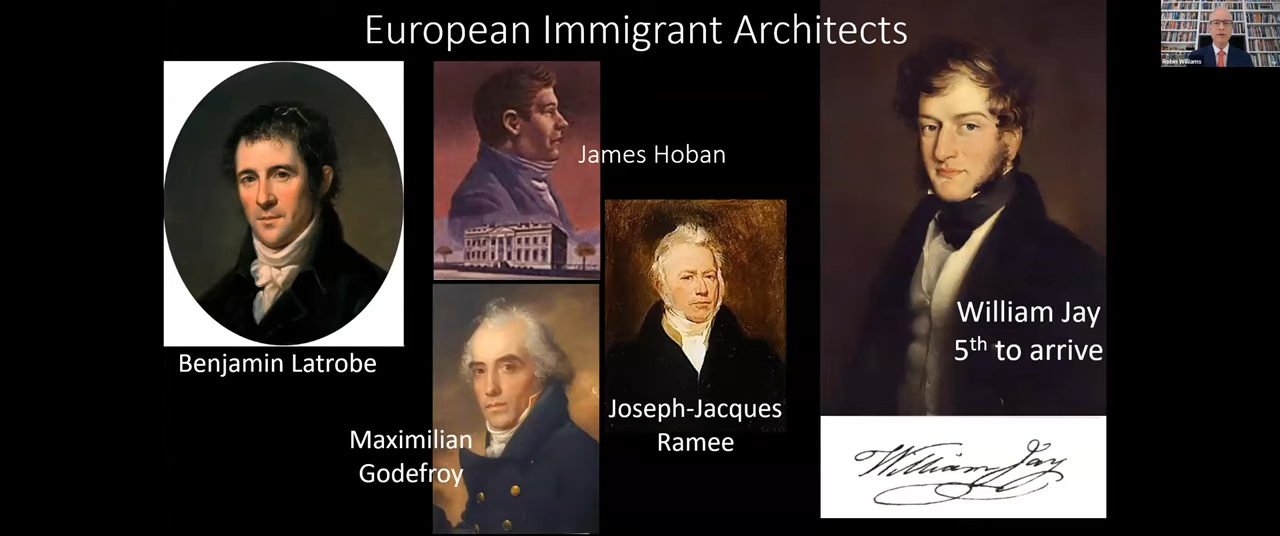 European Immigrant Architects
Robin Williams
James Hoban
William Jay
5th to arrive
Benjamin Latrobe
Joseph-Jacques
Ramee
Maximilian
Godefroy
William Jay